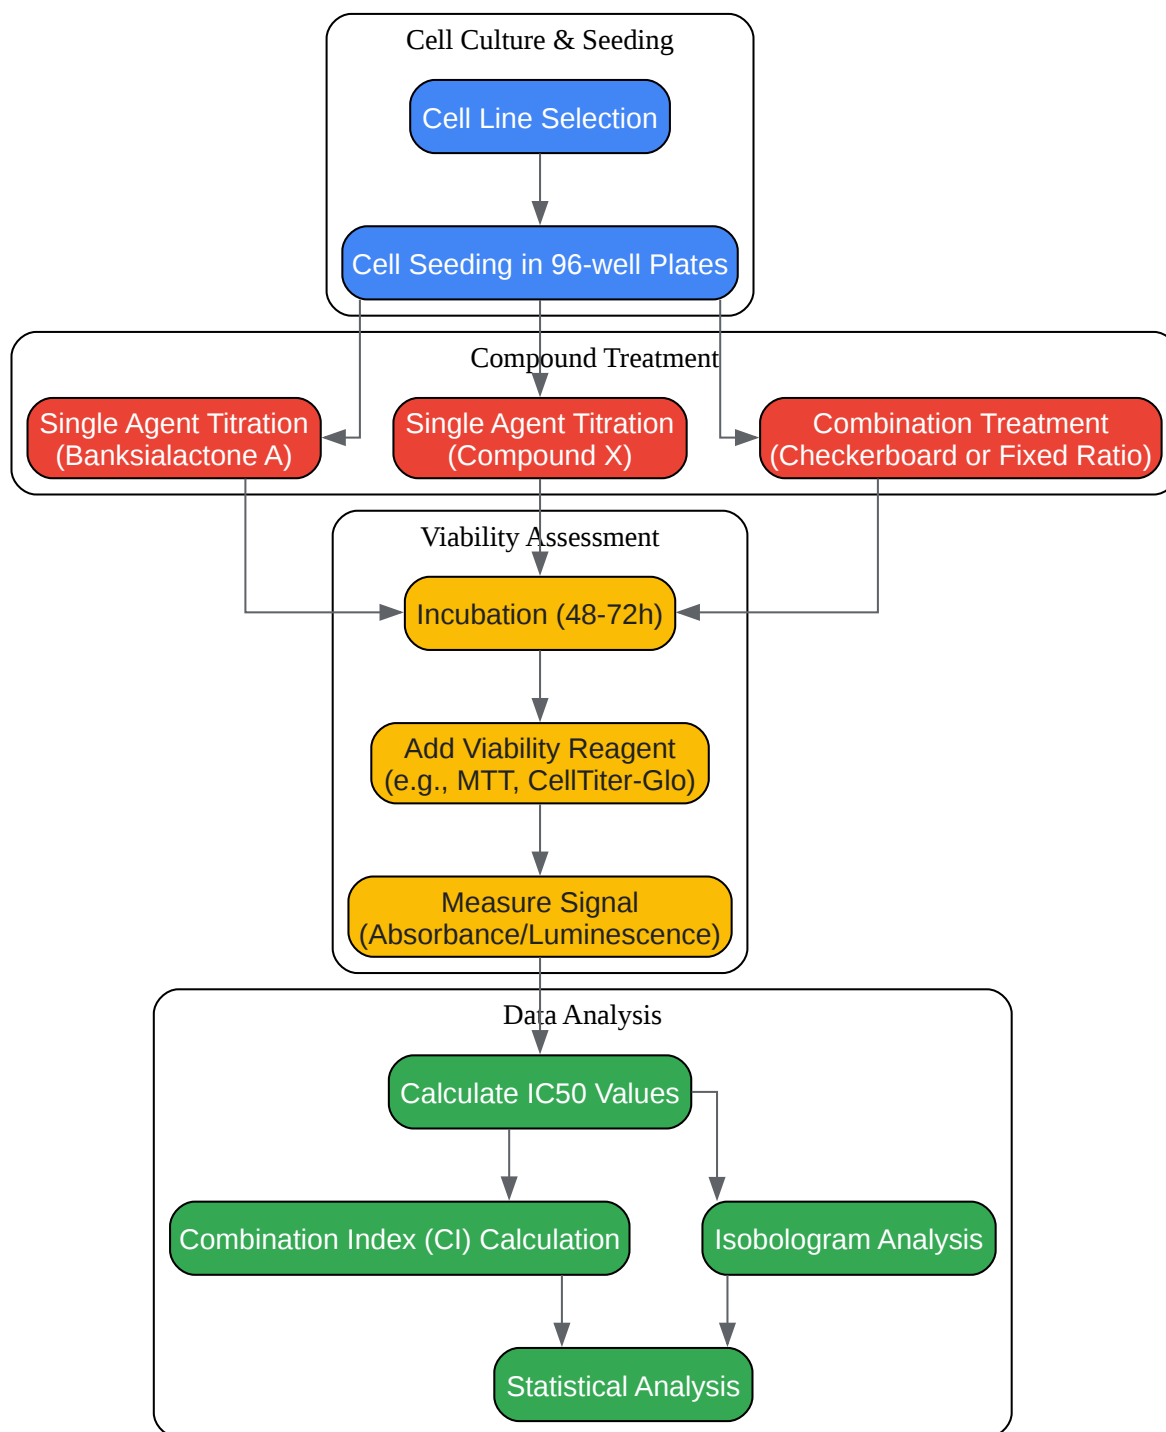 Cell Culture & Seeding
Cell Line Selection
Cell Seeding in 96-well Plates
Compound Treatment
Single Agent Titration
(Banksialactone A)
Single Agent Titration
(Compound X)
Combination Treatment
(Checkerboard or Fixed Ratio)
Viability Assessment
Incubation (48-72h)
Add Viability Reagent
(e.g., MTT, CellTiter-Glo)
Measure Signal
(Absorbance/Luminescence)
Data Analysis
Calculate IC50 Values
Combination Index (CI) Calculation
Isobologram Analysis
Statistical Analysis